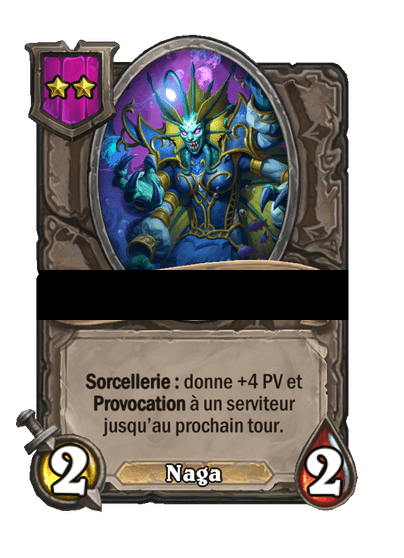 Sorcellerie : donne +4 PV et
Provocation à un serviteur
jusqu'au prochain tour.
2
Naga
2